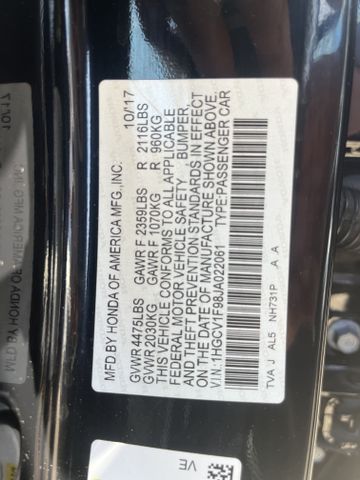 MFD.BY HONDA OF AMERICA MFG.,INC. 10/17
GVWR 4475LBS GAWR F 2359LBS R 2116LBS
GVWR 2030KG GAWR F 1070KG R 960KG
THIS VEHICLE CONFORMS TO ALL APPLICABLE
FEDERAL MOTOR VEHICLE SAFETY, BUMPER,
AND THEFT PREVENTION STANDARDS IN EFFECT
ON THE DATE OF MANUFACTURE SHOWN ABOVE.
V.I.N.:1HGCV1F98JA022061 TYPE:PASSENGER CAR
TVA J AL5 NH731P A A
VE